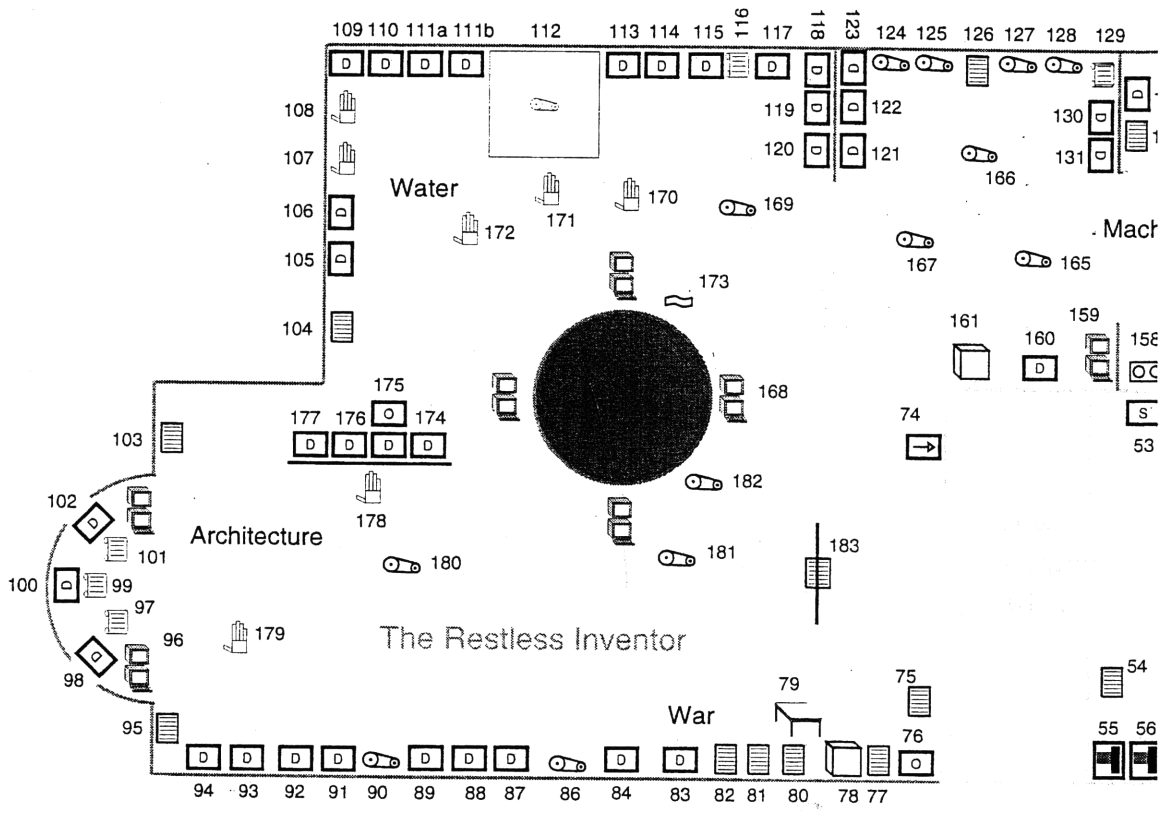 109 110 111a 111b 112 113 114 115 116 117 118 123 124 125 126 127 128 129
D D D D D D D D D D D
108 119 D D 122 130 D
107 120 D D 121 131 D
166
Water
106 D 172 171 170 169
105 D 167 165 Mach
173
104 161 160 159 158
D
175 168 74 S
O 53
177 176 174
D D D D
103
178 182
102 D
Architecture
101 180 181 183
100 D 99
97
96 179 The Restless Inventor
98 D 54
75
79
War 76 55 56
95
D D D D D D D D D O
94 93 92 91 90 89 88 87 86 84 83 82 81 80 78 77